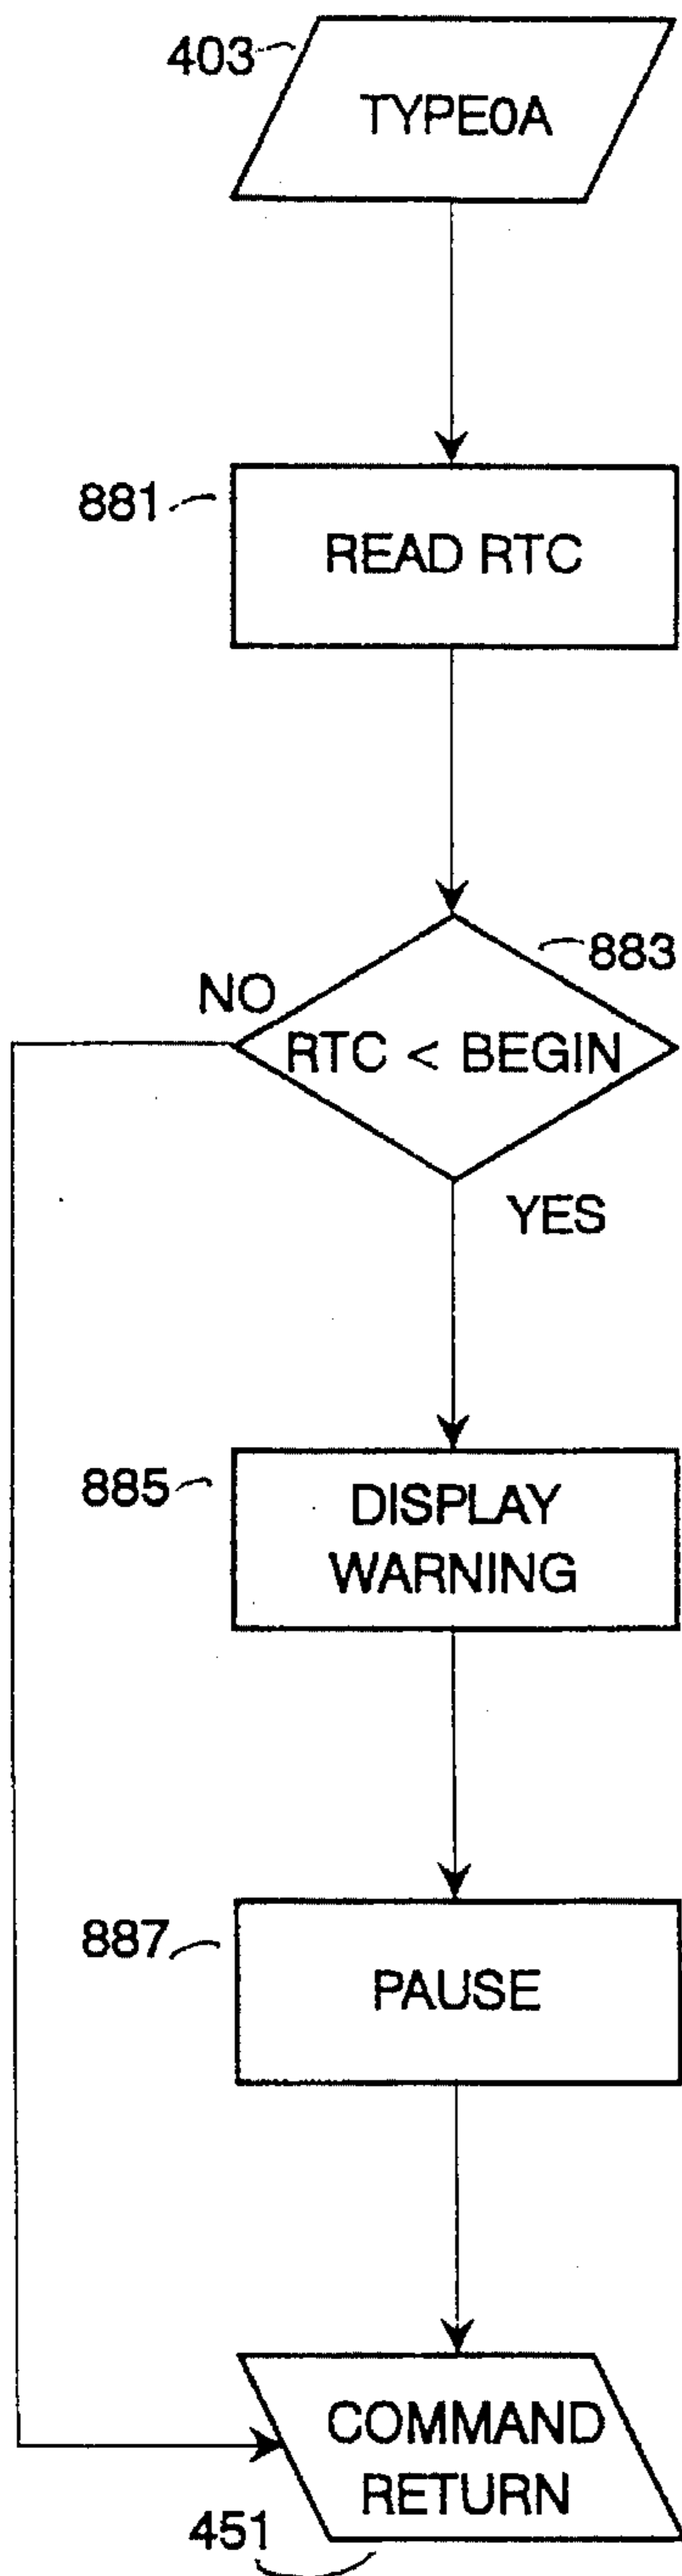 403
TYPE0A
881
READ RTC
883
NO
RTC < BEGIN
YES
885
DISPLAY
WARNING
887
PAUSE
COMMAND
RETURN
451